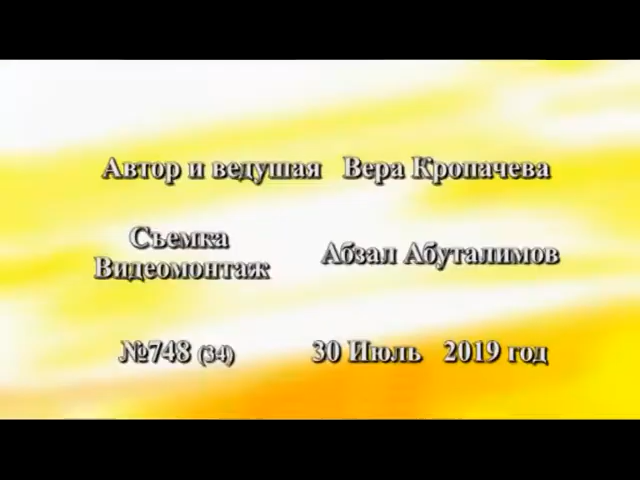 Автор и ведушая Вера Кропачева
Съемка
Видеомонтаж
Абзал Абуталимов
№748 (34) 30 Июль 2019 год